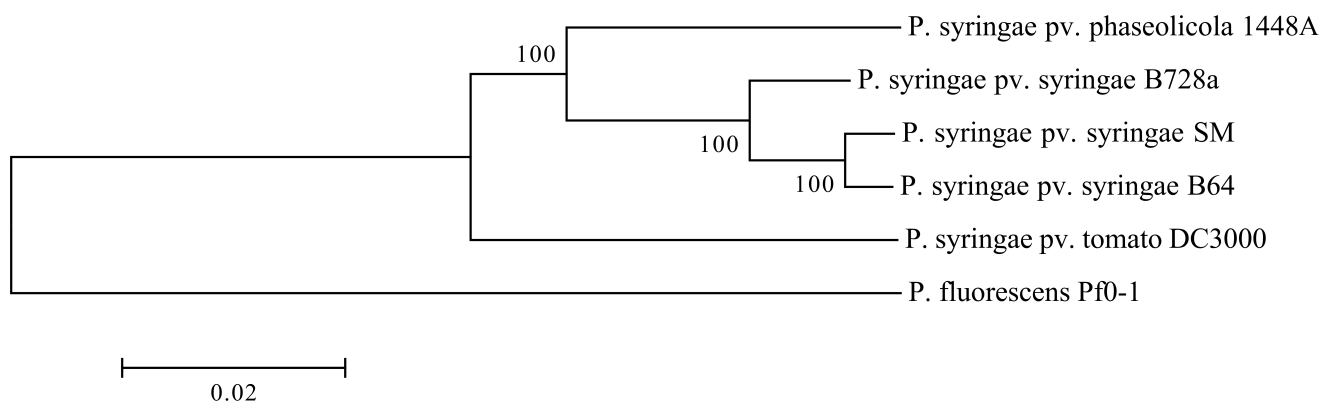 P. syringae pv. phaseolicola 1448A
100
P. syringae pv. syringae B728a
100
P. syringae pv. syringae SM
100
P. syringae pv. syringae B64
P. syringae pv. tomato DC3000
P. fluorescens Pf0-1
0.02